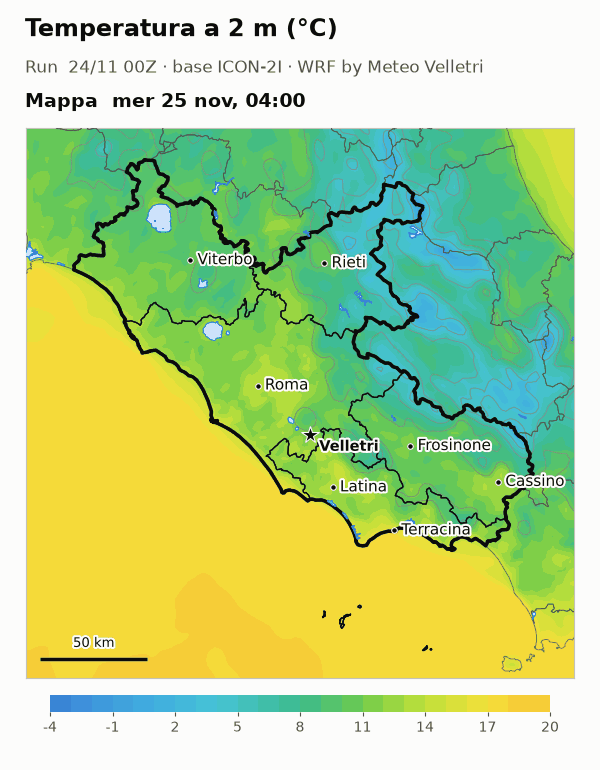 Temperatura a 2 m (°C)
Run  24/11 00Z · base ICON-2I · WRF by Meteo Velletri
Mappa  mer 25 nov, 04:00
Viterbo
Rieti
Roma
Velletri
Frosinone
Latina
Cassino
Terracina
50 km
-4 -1 2 5 8 11 14 17 20